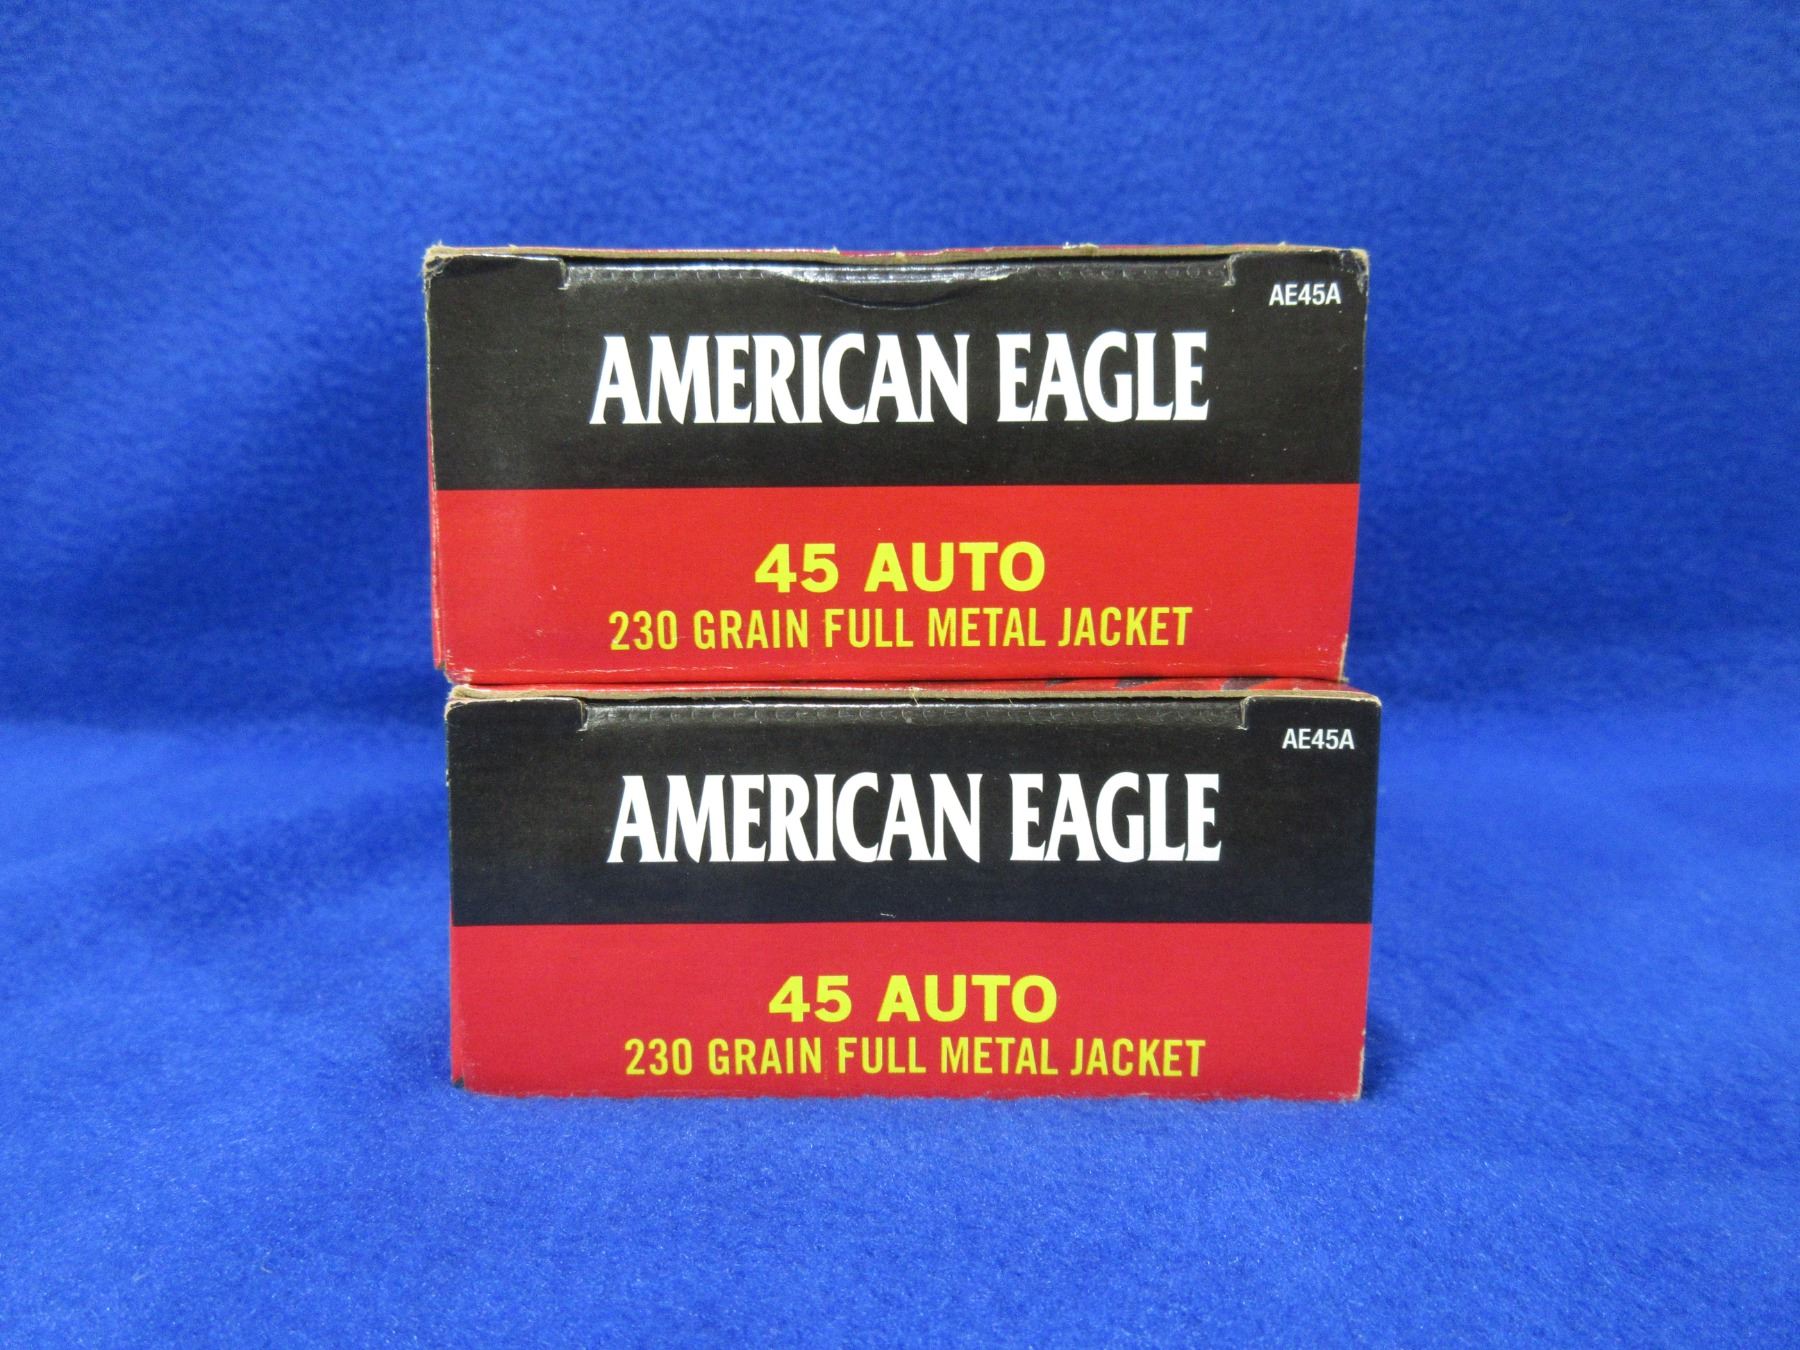 AE45A
AMERICAN EAGLE
45 AUTO
230 GRAIN FULL METAL JACKET
AE45A
AMERICAN EAGLE
45 AUTO
230 GRAIN FULL METAL JACKET